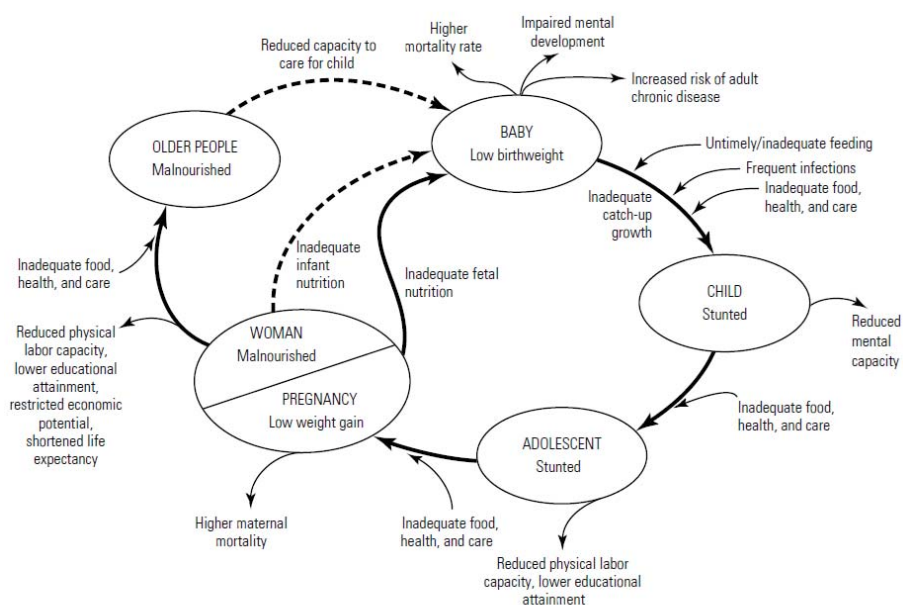 Reduced capacity to
care for child
Higher
mortality rate
Impaired mental
development
Increased risk of adult
chronic disease
OLDER PEOPLE
Malnourished
BABY
Low birthweight
Untimely/inadequate feeding
Frequent infections
Inadequate food,
health, and care
Inadequate
catch-up
growth
Inadequate food,
health, and care
Inadequate
infant
nutrition
Inadequate fetal
nutrition
CHILD
Stunted
Reduced
mental
capacity
Reduced physical
labor capacity,
lower educational
attainment,
restricted economic
potential,
shortened life
expectancy
WOMAN
Malnourished
PREGNANCY
Low weight gain
Inadequate food,
health, and care
ADOLESCENT
Stunted
Higher maternal
mortality
Inadequate food,
health, and care
Reduced physical labor
capacity, lower educational
attainment